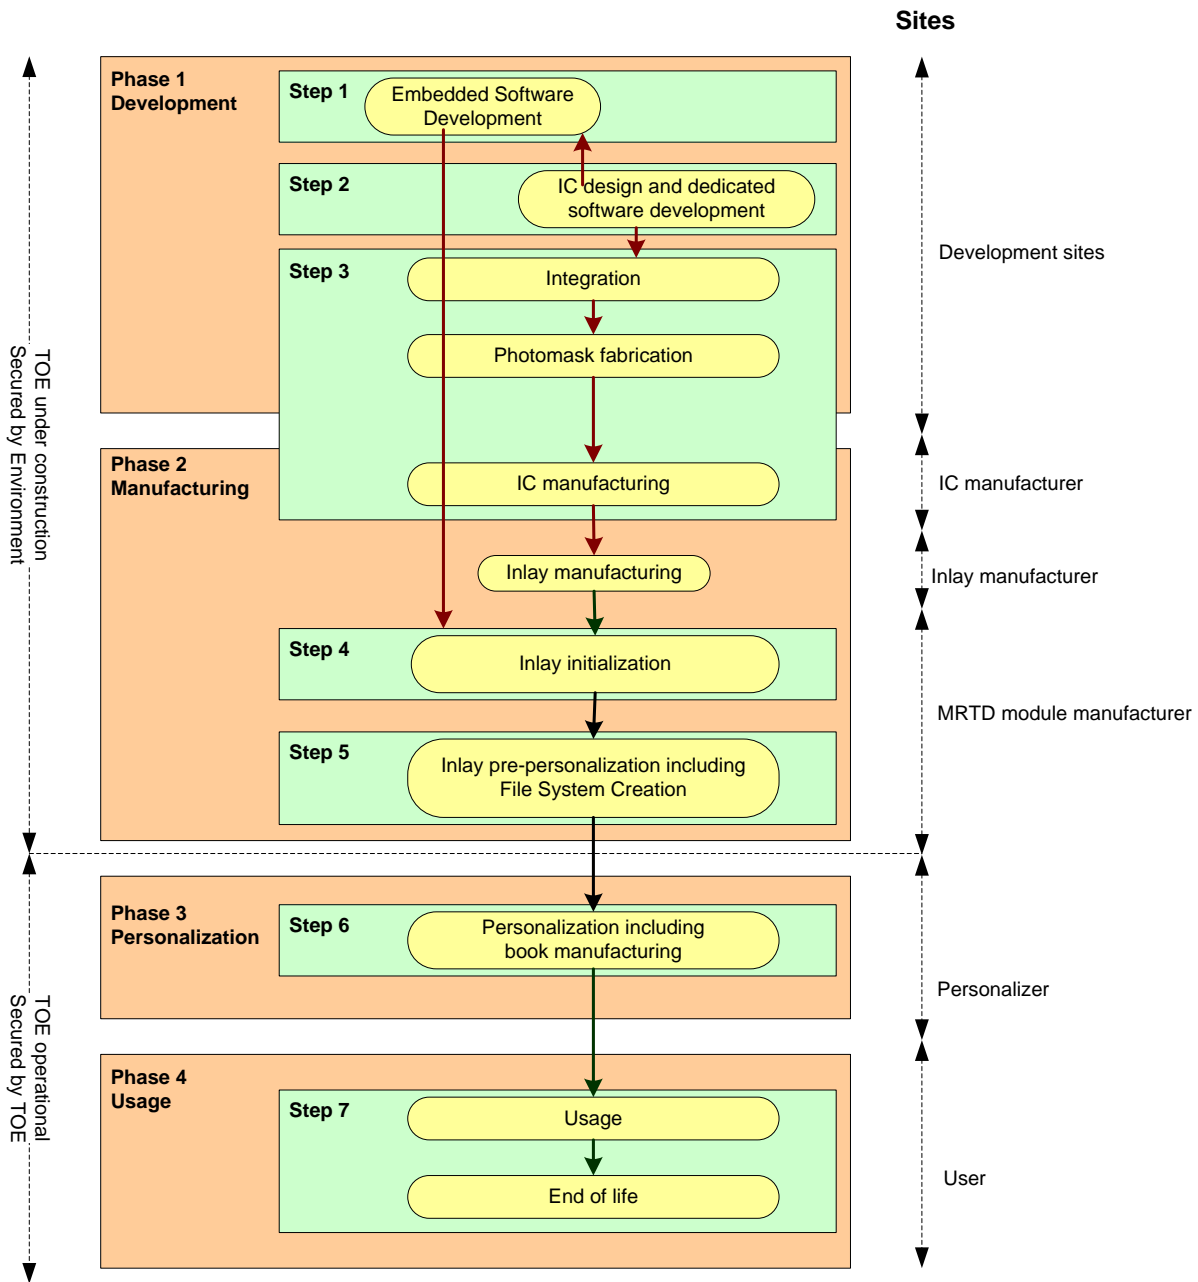 Sites
Phase 1
Development
Step 1
Embedded Software
Development
Step 2
IC design and dedicated
software development
Step 3
Integration
Development sites
Photomask fabrication
TOE under construction
Secured by Environment
Phase 2
Manufacturing
IC manufacturing
IC manufacturer
Inlay manufacturing
Inlay manufacturer
Step 4
Inlay initialization
MRTD module manufacturer
Step 5
Inlay pre-personalization including
File System Creation
Phase 3
Personalization
Step 6
Personalization including
book manufacturing
Personalizer
TOE operational
Secured by TOE
Phase 4
Usage
Step 7
Usage
User
End of life